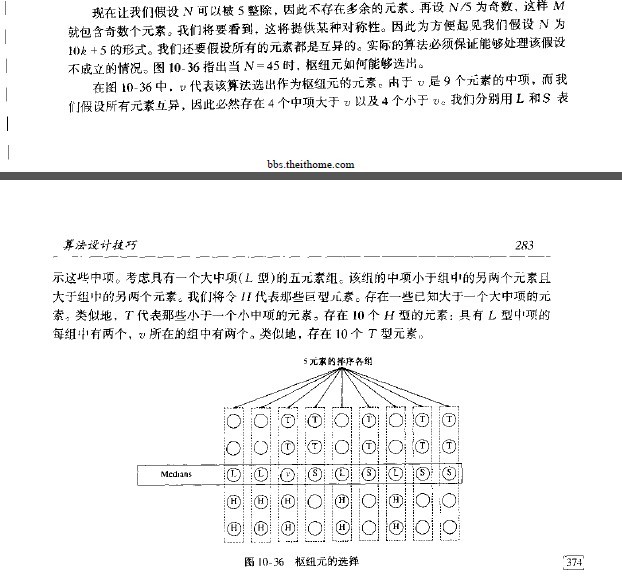 现在让我们假设 N 可以被 5 整除，因此不存在多余的元素。再设 N/5 为奇数，这样 M
就包含奇数个元素。我们将要看到，这将提供某种对称性。因此为方便起见我们假设 N 为
10k + 5 的形式。我们还要假设所有的元素都是互异的。实际的算法必须保证能够处理该假设
不成立的情况。图 10-36 指出当 N = 45 时，枢纽元如何能够选出。
在图 10-36 中，v 代表该算法选出作为枢纽元的元素。由于 v 是 9 个元素的中项，而我
们假设所有元素互异，因此必然存在 4 个中项大于 v 以及 4 个小于 v。我们分别用 L 和 S 表
bbs.theithome.com
算法设计技巧 283
示这些中项。考虑具有一个大中项(L 型)的五元素组。该组的中项小于组中的另两个元素且
大于组中的另两个元素。我们将令 H 代表那些巨型元素。存在一些已知大于一个大中项的元
素。类似地，T 代表那些小于一个小中项的元素。存在 10 个 H 型的元素：具有 L 型中项的
每组中有两个，v 所在的组中有两个。类似地，存在 10 个 T 型元素。
5 元素的排序各组
T T T T T
T T T T T
Medians L L v S L S L S S
H H H H H
H H H H H
图 10-36 枢纽元的选择
374